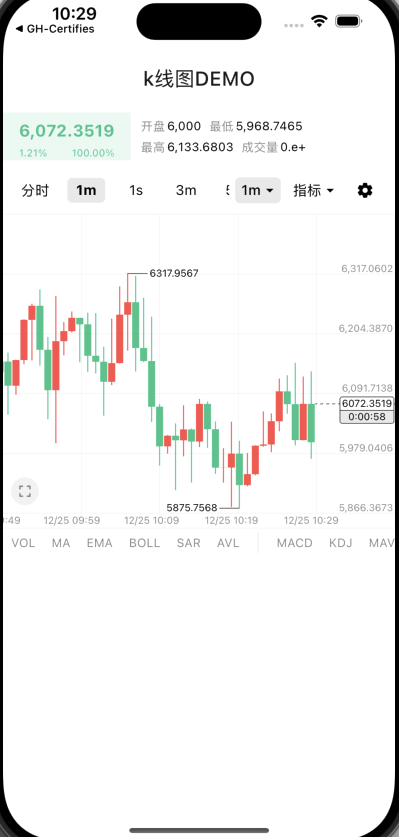 10:29
◀ GH-Certifies
k线图DEMO
6,072.3519
1.21% 100.00%
开盘 6,000 最低 5,968.7465
最高 6,133.6803 成交量 0.e+
分时 1m 1s 3m 1m 指标
6317.9567
6,317.0602
6,204.3870
6,091.7138
6072.3519
0:00:58
5,979.0406
5875.7568
5,866.3673
12/25 09:59 12/25 10:09 12/25 10:19 12/25 10:29
VOL MA EMA BOLL SAR AVL MACD KDJ